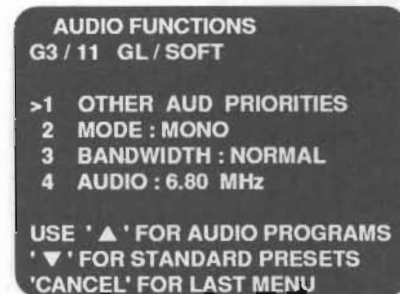 AUDIO FUNCTIONS
G3 / 11 GL / SOFT
>1 OTHER AUD PRIORITIES
2 MODE : MONO
3 BANDWIDTH : NORMAL
4 AUDIO : 6.80 MHz
USE ' ▲ ' FOR AUDIO PROGRAMS
' ▼ ' FOR STANDARD PRESETS
'CANCEL' FOR LAST MENU